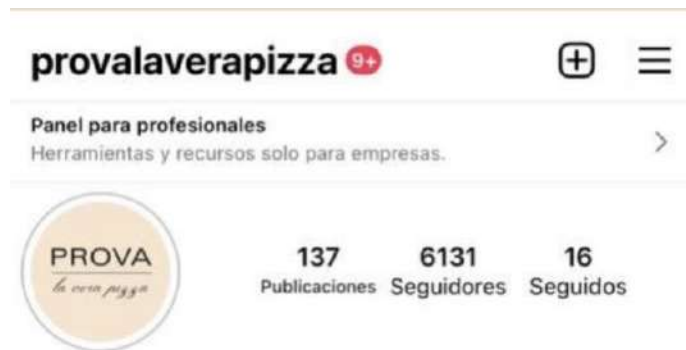 provalaverapizza 9+
Panel para profesionales
Herramientas y recursos solo para empresas.
PROVA
la vera pizza
137 6131 16
Publicaciones Seguidores Seguidos